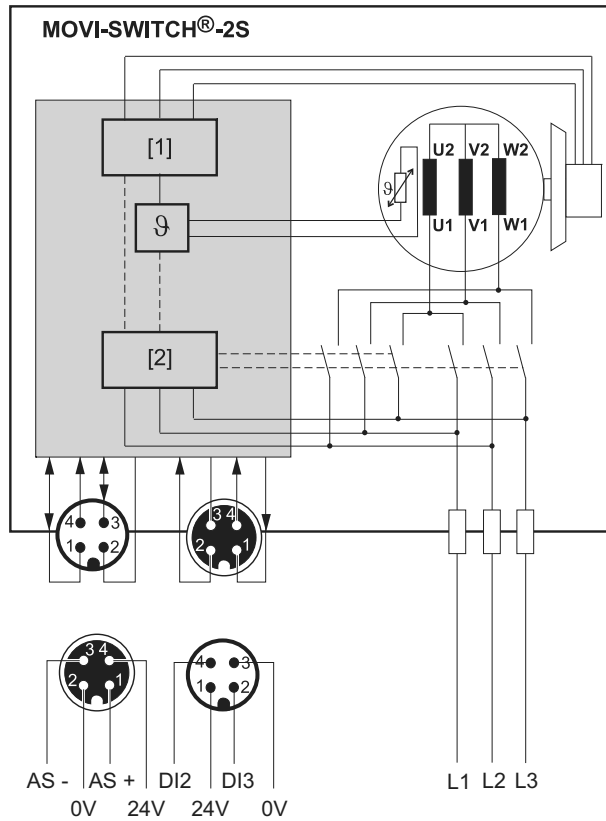 MOVI-SWITCH®-2S
[1]
ϑ
ϑ
U2 V2 W2
U1 V1 W1
[2]
4 3
1 2
3 4
2 1
3 4
2 1
4 3
1 2
AS - AS + DI2 DI3 L1 L2 L3
0V 24V 24V 0V